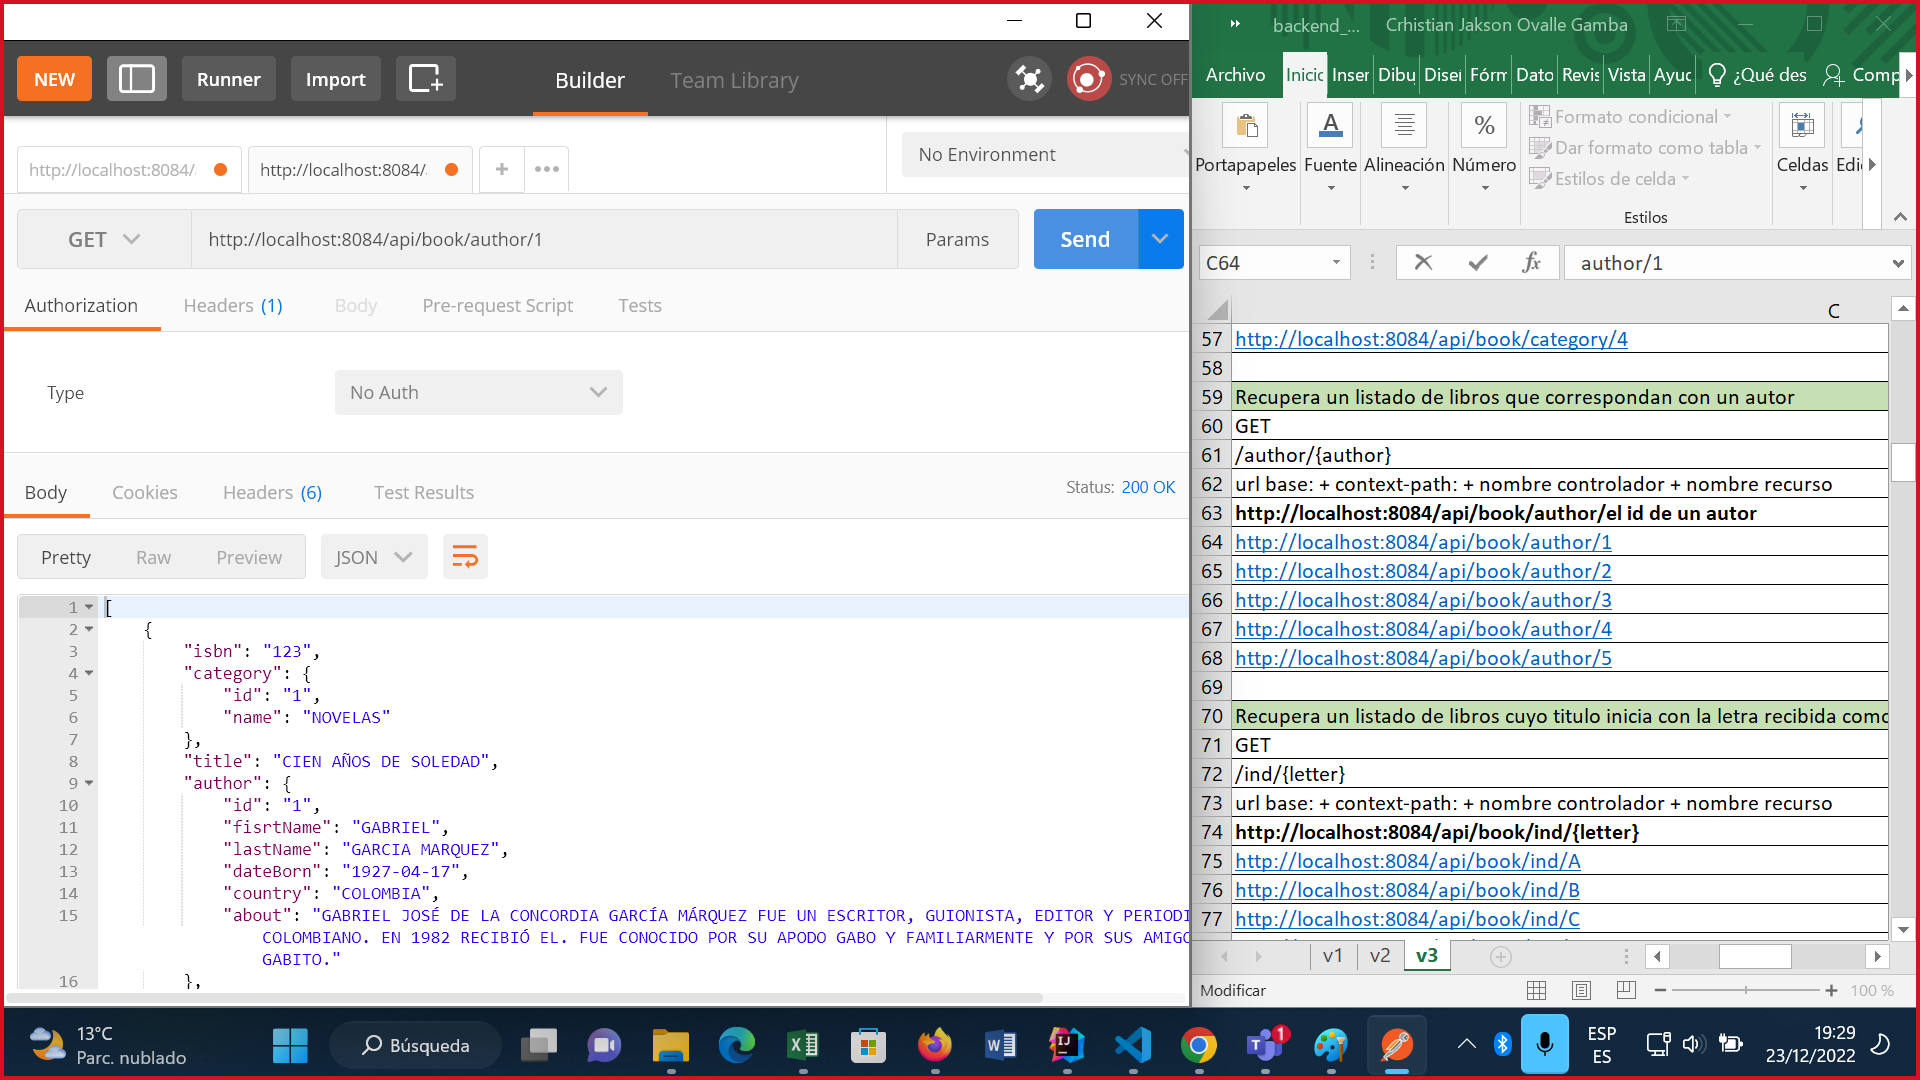 NEW
Runner
Import
Builder
Team Library
SYNC OFF
http://localhost:8084/
http://localhost:8084/
No Environment
GET
http://localhost:8084/api/book/author/1
Params
Send
Authorization
Headers (1)
Body
Pre-request Script
Tests
Type
No Auth
Body
Cookies
Headers (6)
Test Results
Status: 200 OK
Pretty
Raw
Preview
JSON
1 [
2 {
3 "isbn": "123",
4 "category": {
5 "id": "1",
6 "name": "NOVELAS"
7 },
8 "title": "CIEN AÑOS DE SOLEDAD",
9 "author": {
10 "id": "1",
11 "fisrtName": "GABRIEL",
12 "lastName": "GARCIA MARQUEZ",
13 "dateBorn": "1927-04-17",
14 "country": "COLOMBIA",
15 "about": "GABRIEL JOSÉ DE LA CONCORDIA GARCÍA MÁRQUEZ FUE UN ESCRITOR, GUIONISTA, EDITOR Y PERIODI
COLOMBIANO. EN 1982 RECIBIÓ EL. FUE CONOCIDO POR SU APODO GABO Y FAMILIARMENTE Y POR SUS AMIGO
GABITO."
16 },
backend_...
Crhistian Jakson Ovalle Gamba
Archivo
Inicio
Inser
Dibu
Disei
Fórm
Dato
Revis
Vista
Ayuc
¿Qué des
Comp
Portapapeles
Fuente
Alineación
Número
Formato condicional
Dar formato como tabla
Estilos de celda
Estilos
Celdas
Edi
C64
fx
author/1
C
57 http://localhost:8084/api/book/category/4
58
59 Recupera un listado de libros que correspondan con un autor
60 GET
61 /author/{author}
62 url base: + context-path: + nombre controlador + nombre recurso
63 http://localhost:8084/api/book/author/el id de un autor
64 http://localhost:8084/api/book/author/1
65 http://localhost:8084/api/book/author/2
66 http://localhost:8084/api/book/author/3
67 http://localhost:8084/api/book/author/4
68 http://localhost:8084/api/book/author/5
69
70 Recupera un listado de libros cuyo titulo inicia con la letra recibida como
71 GET
72 /ind/{letter}
73 url base: + context-path: + nombre controlador + nombre recurso
74 http://localhost:8084/api/book/ind/{letter}
75 http://localhost:8084/api/book/ind/A
76 http://localhost:8084/api/book/ind/B
77 http://localhost:8084/api/book/ind/C
v1
v2
v3
Modificar
100 %
13°C
Parc. nublado
Búsqueda
1
ESP
ES
19:29
23/12/2022